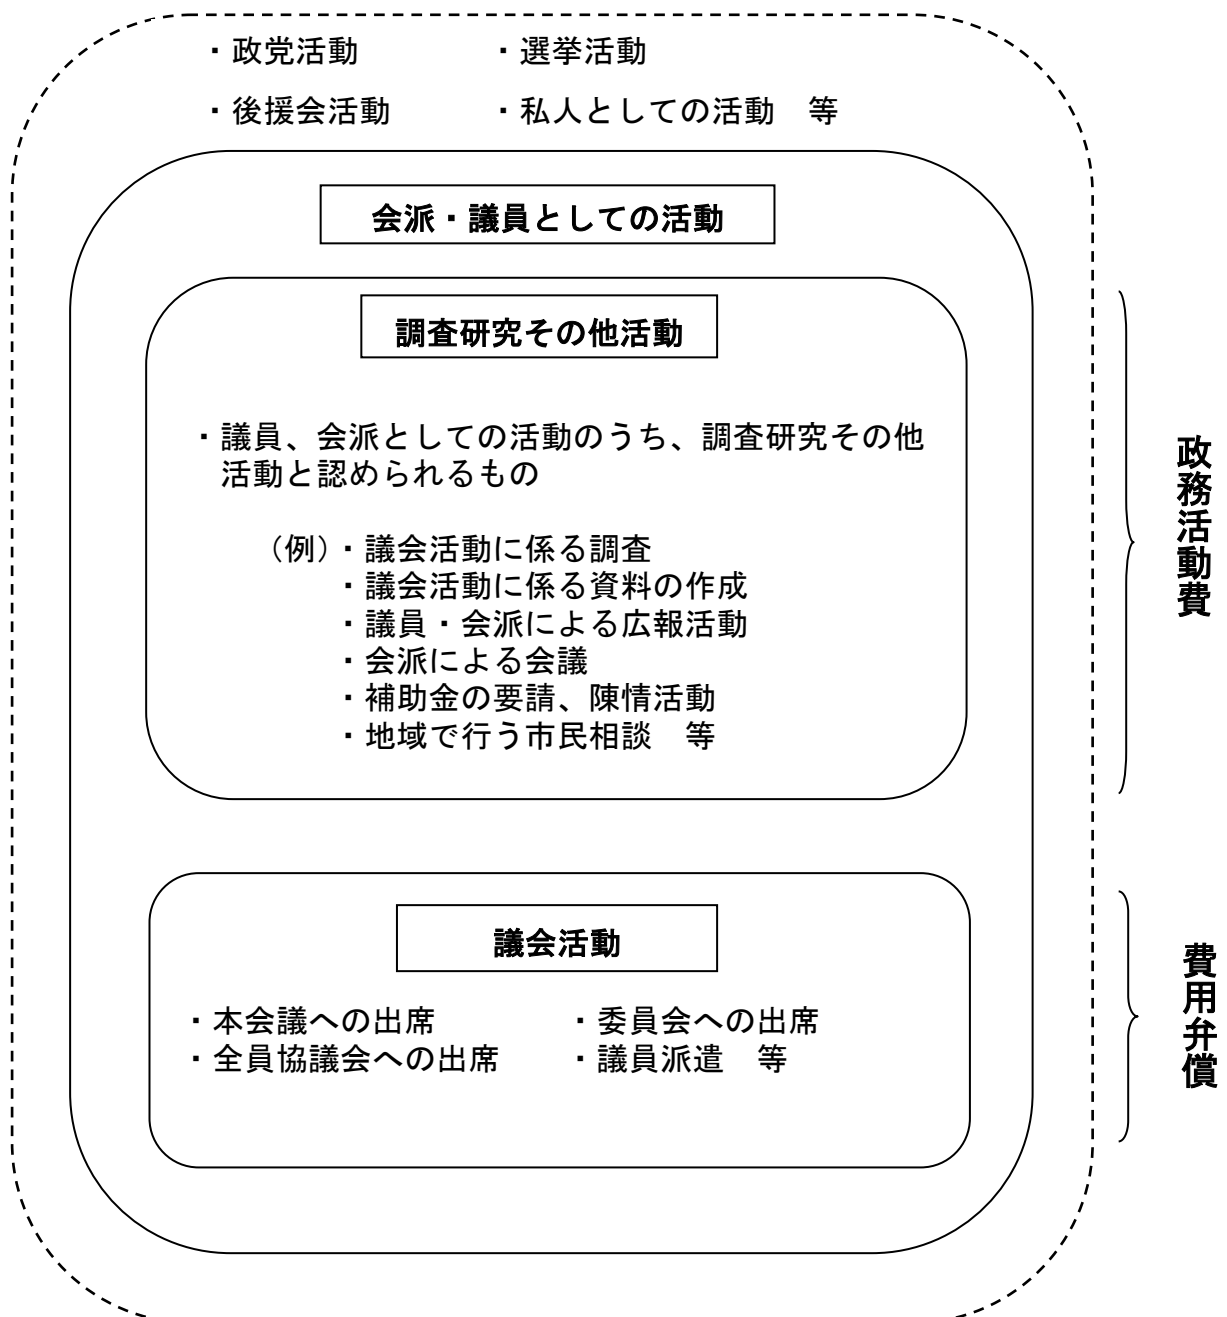 ・政党活動　・選挙活動
・後援会活動　・私人としての活動　等
会派・議員としての活動
調査研究その他活動
・議員、会派としての活動のうち、調査研究その他
活動と認められるもの
（例）・議会活動に係る調査
・議会活動に係る資料の作成
・議員・会派による広報活動
・会派による会議
・補助金の要請、陳情活動
・地域で行う市民相談　等
政務活動費
議会活動
・本会議への出席　・委員会への出席
・全員協議会への出席　・議員派遣　等
費用弁償